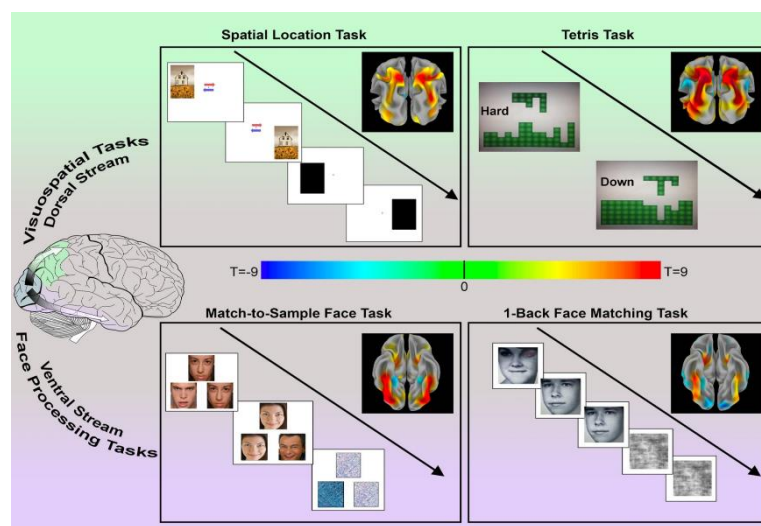 Spatial Location Task
Tetris Task
Hard
Down
Visuospatial Tasks
Dorsal Stream
T=-9
0
T=9
Ventral Stream
Face Processing Tasks
Match-to-Sample Face Task
1-Back Face Matching Task